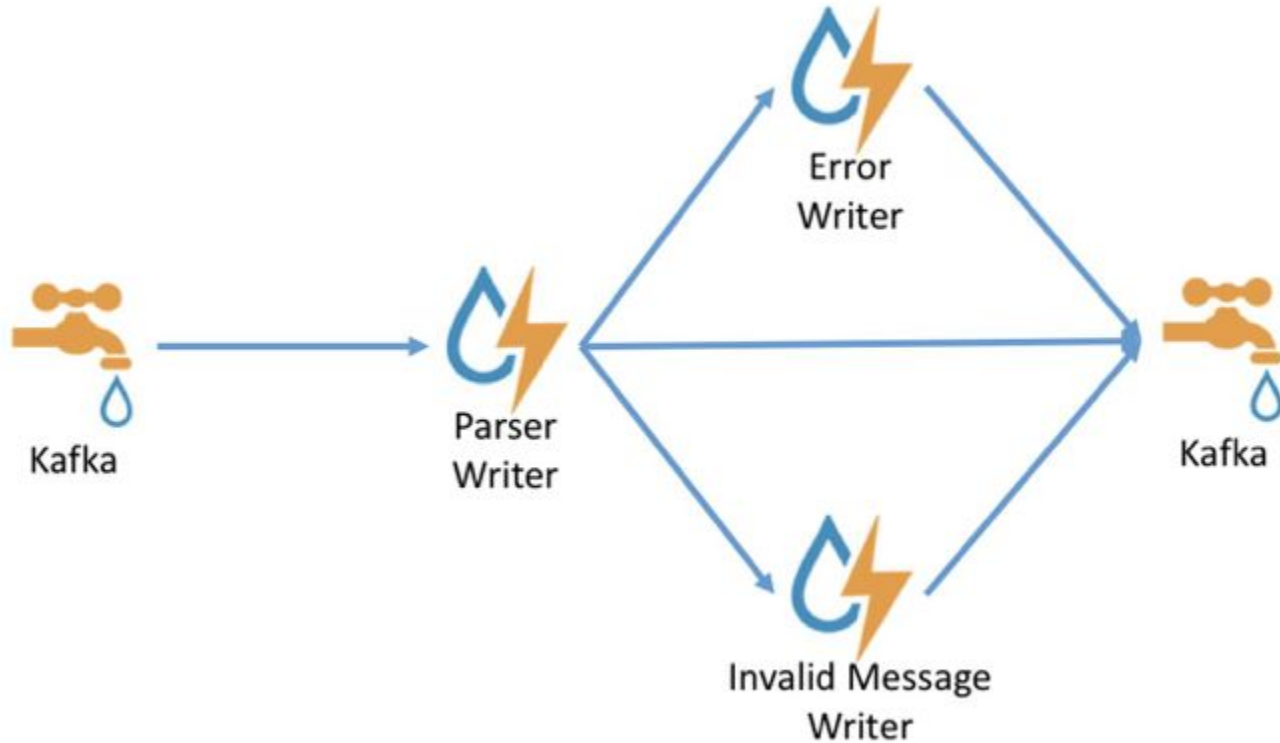 Error
Writer
Kafka
Parser
Writer
Kafka
Invalid Message
Writer